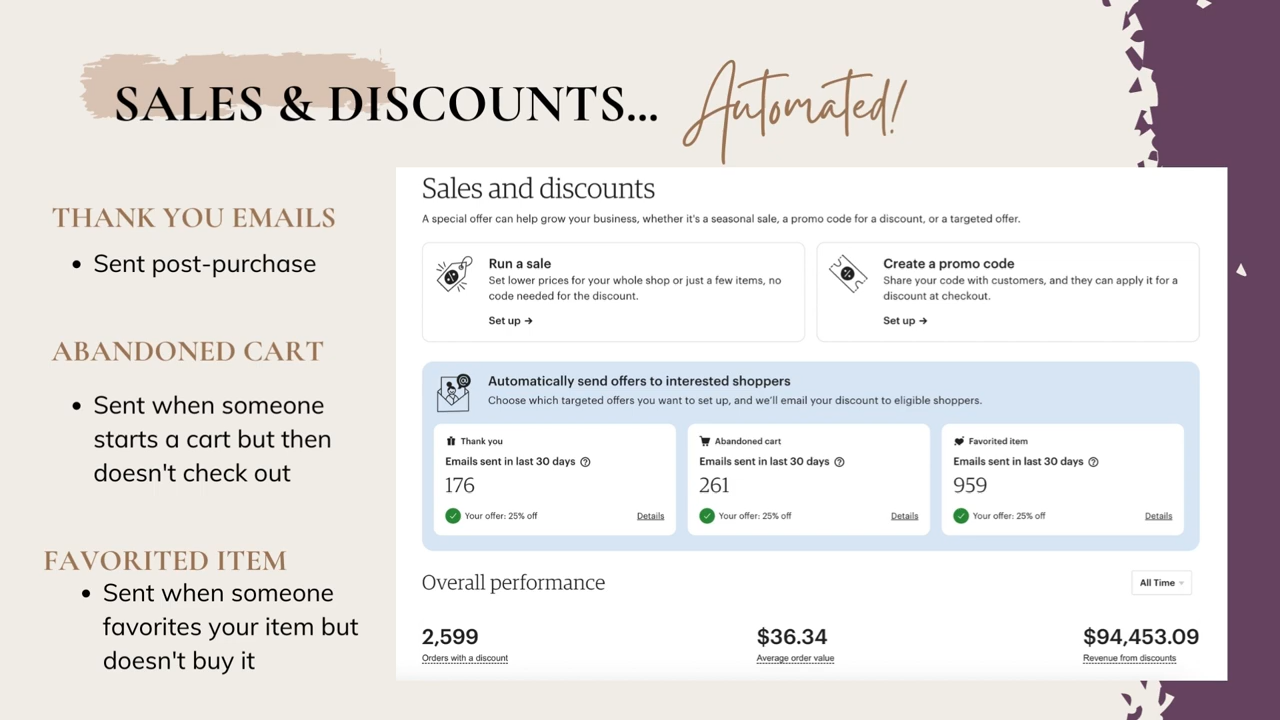 SALES & DISCOUNTS... Automated!
THANK YOU EMAILS
• Sent post-purchase
ABANDONED CART
• Sent when someone
starts a cart but then
doesn't check out
FAVORITED ITEM
• Sent when someone
favorites your item but
doesn't buy it
Sales and discounts
A special offer can help grow your business, whether it's a seasonal sale, a promo code for a discount, or a targeted offer.
Run a sale
Set lower prices for your whole shop or just a few items, no
code needed for the discount.
Set up →
Create a promo code
Share your code with customers, and they can apply it for a
discount at checkout.
Set up →
Automatically send offers to interested shoppers
Choose which targeted offers you want to set up, and we'll email your discount to eligible shoppers.
Thank you
Emails sent in last 30 days
176
Your offer: 25% off Details
Abandoned cart
Emails sent in last 30 days
261
Your offer: 25% off Details
Favorited item
Emails sent in last 30 days
959
Your offer: 25% off Details
Overall performance
All Time
2,599
Orders with a discount
$36.34
Average order value
$94,453.09
Revenue from discounts